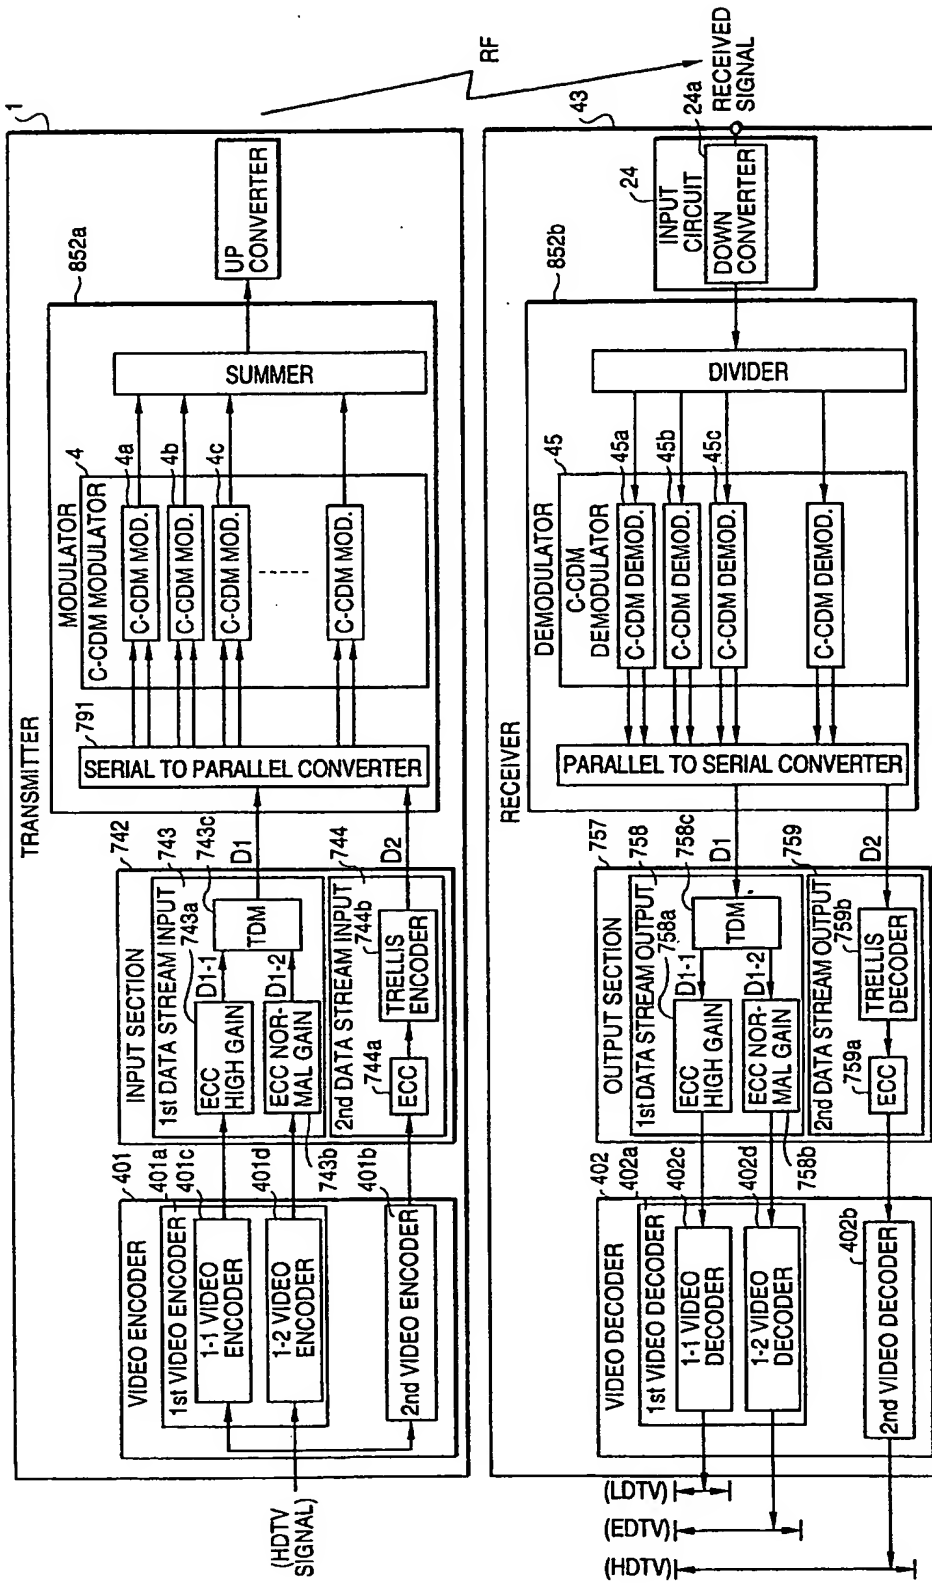 1
TRANSMITTER
(HDTV
SIGNAL)
VIDEO ENCODER
401
1st VIDEO ENCODER
401a
401c
1-1 VIDEO
ENCODER
401d
1-2 VIDEO
ENCODER
401b
2nd VIDEO ENCODER
INPUT SECTION
742
1st DATA STREAM INPUT
743
743a
ECC
HIGH GAIN
D1-1
743c
TDM
D1-2
ECC NOR-
MAL GAIN
743b
2nd DATA STREAM INPUT
744
744a
ECC
744b
TRELLIS
ENCODER
D1
D2
MODULATOR
852a
791
SERIAL TO PARALLEL CONVERTER
C-CDM MODULATOR
4
4a
C-CDM MOD.
4b
C-CDM MOD.
4c
C-CDM MOD.
C-CDM MOD.
SUMMER
UP
CONVERTER
RF
RECEIVER
43
RECEIVED
SIGNAL
24
INPUT
CIRCUIT
24a
DOWN
CONVERTER
DEMODULATOR
852b
DIVIDER
C-CDM
DEMODULATOR
45
45a
C-CDM DEMOD.
45b
C-CDM DEMOD.
45c
C-CDM DEMOD.
C-CDM DEMOD.
PARALLEL TO SERIAL CONVERTER
D1
D2
OUTPUT SECTION
757
1st DATA STREAM OUTPUT
758
758a
ECC
HIGH GAIN
D1-1
758c
TDM
D1-2
ECC NOR-
MAL GAIN
758b
2nd DATA STREAM OUTPUT
759
759a
ECC
759b
TRELLIS
DECODER
VIDEO DECODER
402
1st VIDEO DECODER
402a
402c
1-1 VIDEO
DECODER
402d
1-2 VIDEO
DECODER
402b
2nd VIDEO DECODER
(LDTV)
(EDTV)
(HDTV)